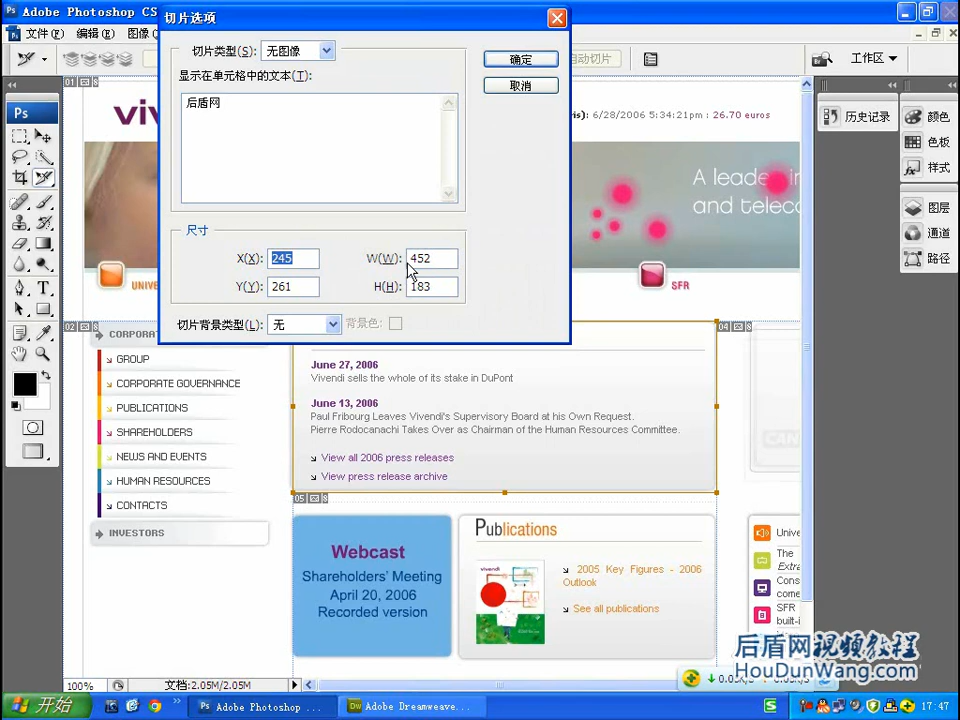 Adobe Photoshop CS
切片选项
文件(F) 编辑(E) 图像(
切片类型(S): 无图像
确定
取消
显示在单元格中的文本(T):
后盾网
自动切片
工作区
01
历史记录
颜色
色板
样式
图层
通道
路径
6/28/2006 5:34:21pm : 26.70 euros
A leade
and teleco
Ps
尺寸
X(X): 245
W(W): 452
Y(Y): 261
H(H): 183
切片背景类型(L): 无
背景色:
SFR
02
04
GROUP
CORPORATE GOVERNANCE
PUBLICATIONS
SHAREHOLDERS
NEWS AND EVENTS
HUMAN RESOURCES
CONTACTS
INVESTORS
June 27, 2006
Vivendi sells the whole of its stake in DuPont
June 13, 2006
Paul Fribourg Leaves Vivendi's Supervisory Board at his Own Request.
Pierre Rodocanachi Takes Over as Chairman of the Human Resources Committee.
View all 2006 press releases
View press release archive
05
Webcast
Shareholders' Meeting
April 20, 2006
Recorded version
Publications
vivendi
2005 Key Figures - 2006
Outlook
See all publications
Unive
The
Extra
Cons
come
SFR
built-i
后盾网视频教程
HouDunWang.com
100%
文档:2.05M/2.05M
开始
Adobe Photoshop ...
Adobe Dreamweave...
17:47